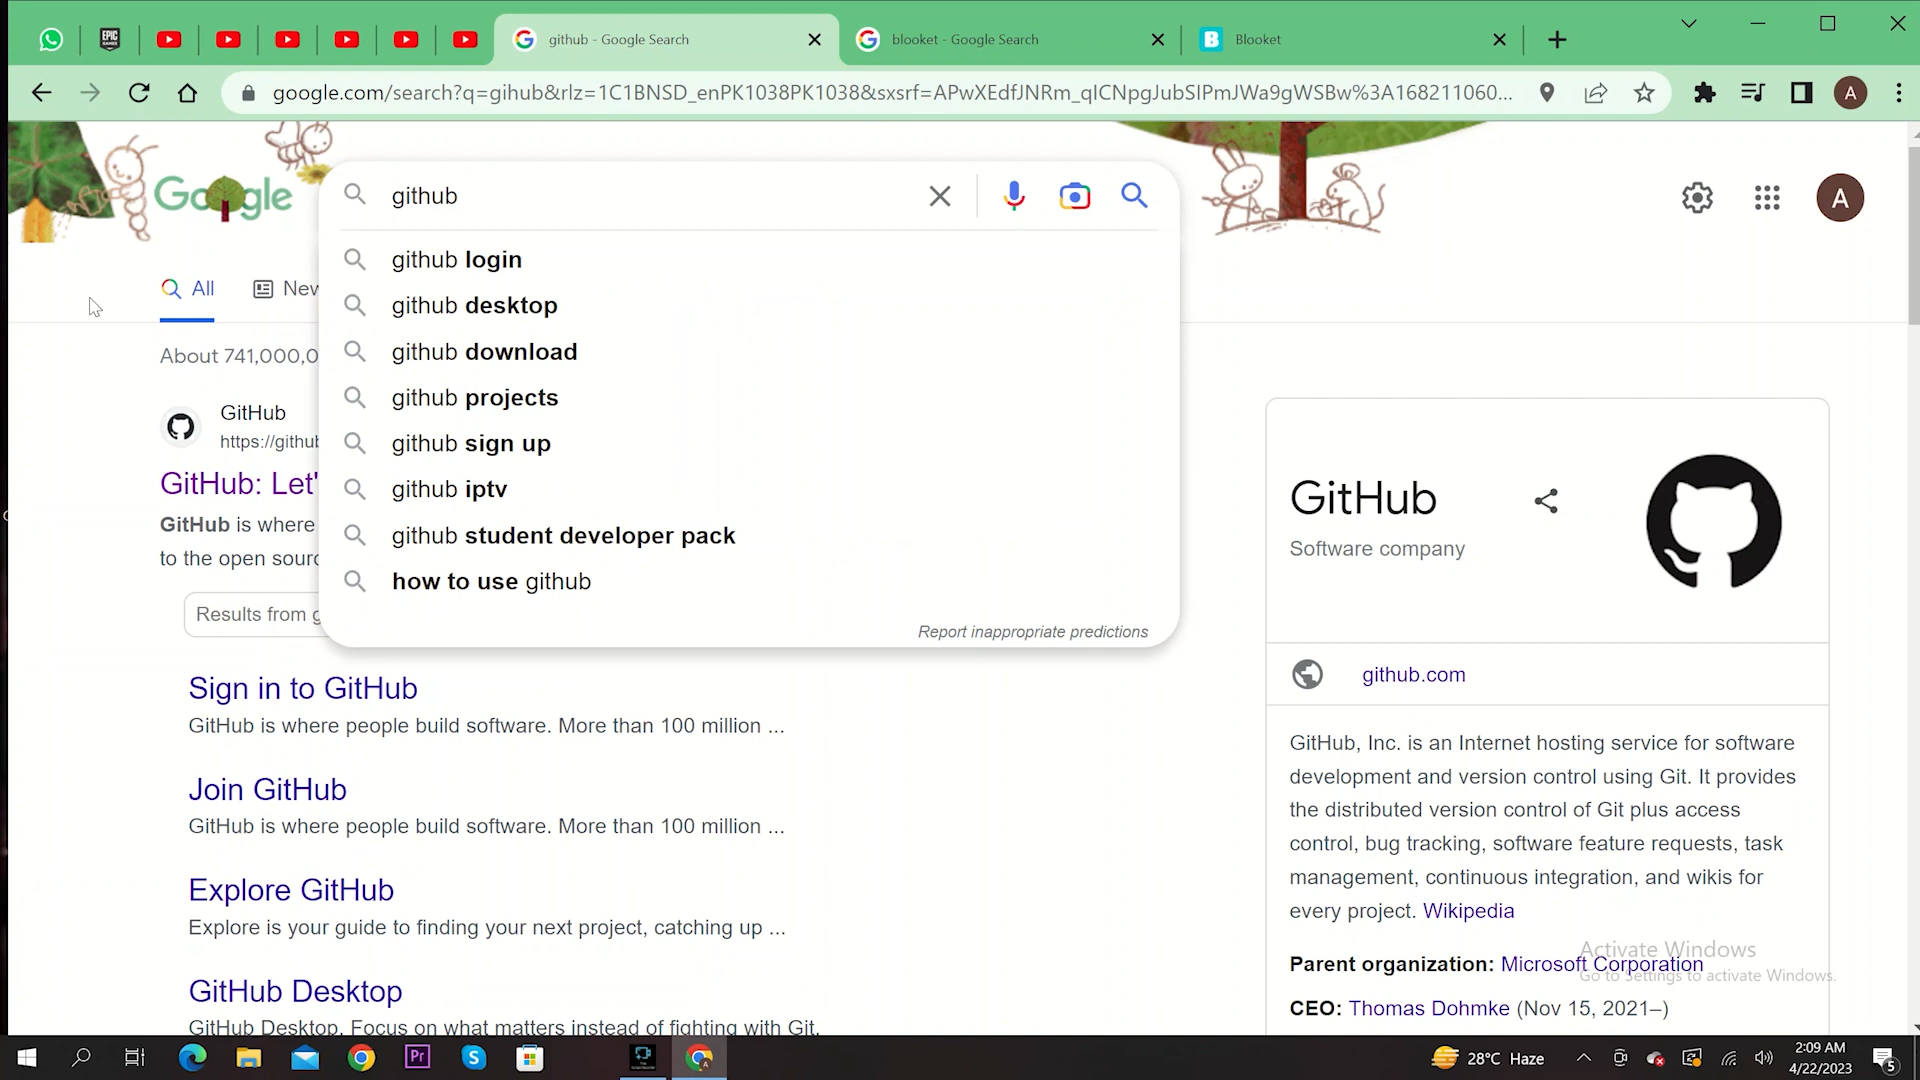 EPIC GAMES
github - Google Search
blooket - Google Search
B
Blooket
google.com/search?q=gihub&rlz=1C1BNSD_enPK1038PK1038&sxsrf=APwXEdfJNRm_qICNpgJubSIPmJWa9gWSBw%3A168211060...
A
Google
github
A
github login
github desktop
github download
github projects
github sign up
github iptv
github student developer pack
how to use github
Report inappropriate predictions
All
New
About 741,000,0
GitHub
https://github
GitHub: Let'
GitHub is where
to the open sourc
Results from g
Sign in to GitHub
GitHub is where people build software. More than 100 million ...
Join GitHub
GitHub is where people build software. More than 100 million ...
Explore GitHub
Explore is your guide to finding your next project, catching up ...
GitHub Desktop
GitHub Desktop. Focus on what matters instead of fighting with Git.
GitHub
Software company
github.com
GitHub, Inc. is an Internet hosting service for software
development and version control using Git. It provides
the distributed version control of Git plus access
control, bug tracking, software feature requests, task
management, continuous integration, and wikis for
every project. Wikipedia
Parent organization: Microsoft Corporation
CEO: Thomas Dohmke (Nov 15, 2021–)
Activate Windows
Go to Settings to activate Windows.
Pr
S
28°C Haze
2:09 AM
4/22/2023
5